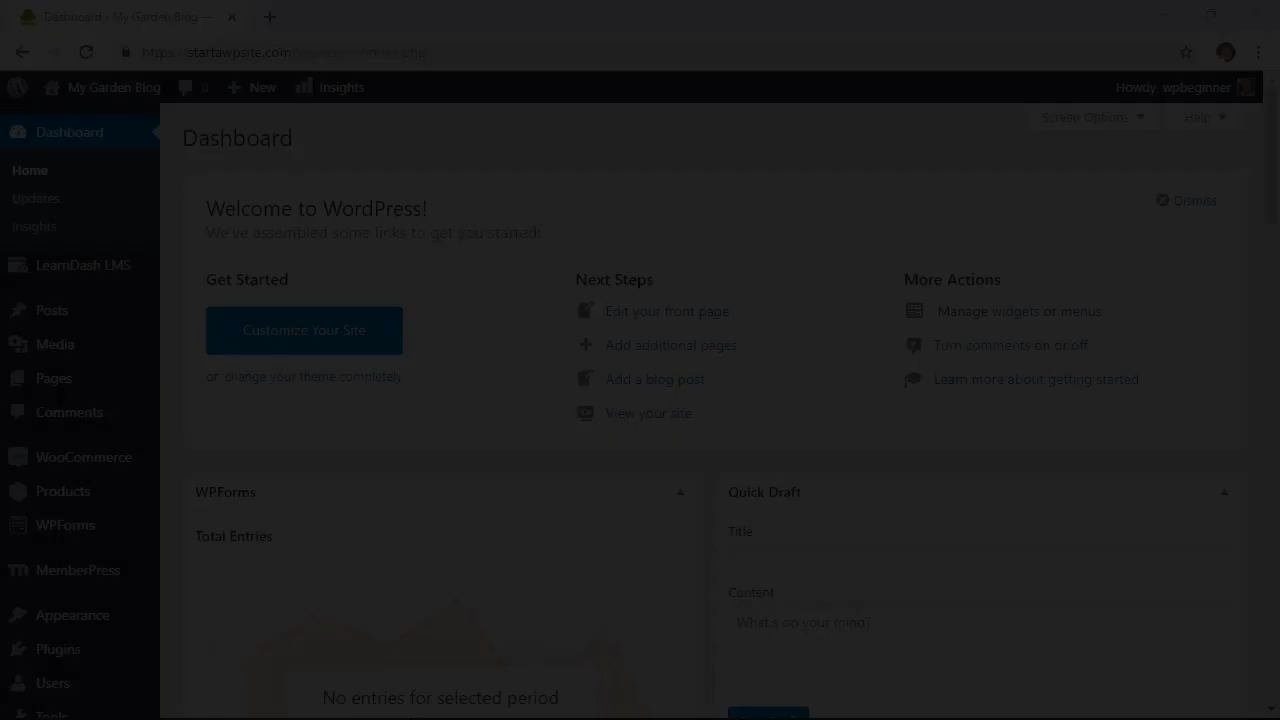 Dashboard ‹ My Garden Blog —
startawpsite.com
My Garden Blog
0
New
Insights
Howdy, wpbeginner
Dashboard
Home
Updates
Insights
LearnDash LMS
Posts
Media
Pages
Comments
WooCommerce
Products
WPForms
MemberPress
Appearance
Plugins
Users
Tools
Screen Options
Help
Dashboard
Welcome to WordPress!
We've assembled some links to get you started:
Dismiss
Get Started
Customize Your Site
or, change your theme completely
Next Steps
Edit your front page
Add additional pages
Add a blog post
View your site
More Actions
Manage widgets or menus
Turn comments on or off
Learn more about getting started
WPForms
Total Entries
No entries for selected period
Quick Draft
Title
Content
What's on your mind?